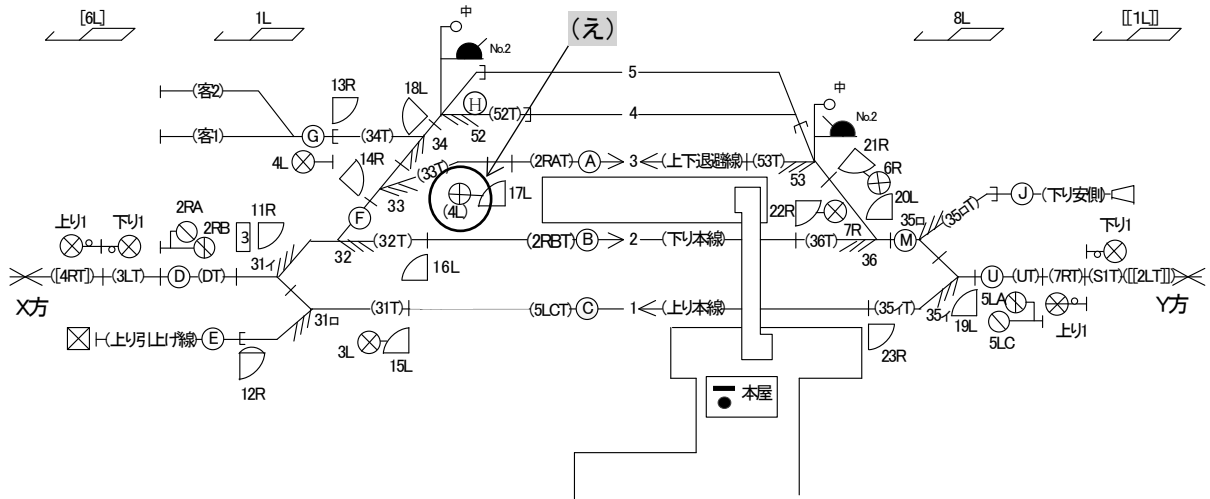 [6L]
1L
(え)
8L
[[1L]]
中
No.2
5
中
No.2
(客2)
13R
18L
H
(52T)
4
52
(客1)
G
(34T)
34
21R
6R
4L
14R
(33T)
(2RAT)
A
3
(上下退避線)
(53T)
53
33
17L
(4L)
20L
22R
J
(下り安側)
上り1
下り1
2RA
2RB
3
11R
F
32
(32T)
(2RBT)
B
2
(下り本線)
(36T)
7R
36
M
35ロ
(35ロT)
下り1
31イ
16L
([4RT])
(3LT)
D
(DT)
U
(UT)
(7RT)
(S1T)
([[2LT]])
X方
Y方
31ロ
(31T)
(5LCT)
C
1
(上り本線)
(35イT)
35イ
19L
5LA
5LC
上り1
(上り引上げ線)
E
12R
3L
15L
23R
本屋